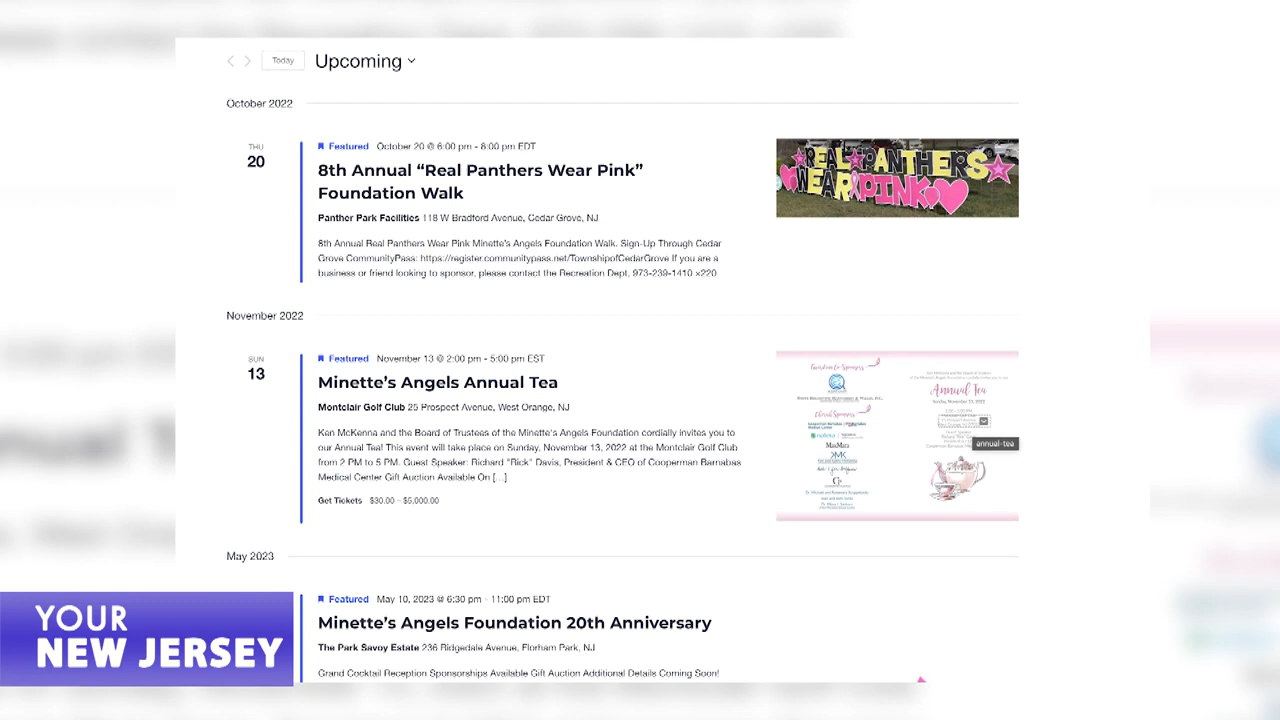 Today
Upcoming
October 2022
THU
20
Featured October 20 @ 6:00 pm - 8:00 pm EDT
8th Annual “Real Panthers Wear Pink”
Foundation Walk
Panther Park Facilities 118 W Bradford Avenue, Cedar Grove, NJ
8th Annual Real Panthers Wear Pink Minette's Angels Foundation Walk. Sign-Up Through Cedar
Grove CommunityPass: https://register.communitypass.net/TownshipofCedarGrove If you are a
business or friend looking to sponsor, please contact the Recreation Dept, 973-239-1410 x220
REAL PANTHERS
WEAR PINK
November 2022
SUN
13
Featured November 13 @ 2:00 pm - 5:00 pm EST
Minette’s Angels Annual Tea
Montclair Golf Club 25 Prospect Avenue, West Orange, NJ
Ken McKenna and the Board of Trustees of the Minette's Angels Foundation cordially invites you to
our Annual Tea! This event will take place on Sunday, November 13, 2022 at the Montclair Golf Club
from 2 PM to 5 PM. Guest Speaker: Richard "Rick" Davis, President & CEO of Cooperman Barnabas
Medical Center Gift Auction Available On [...]
Get Tickets $30.00 – $5,000.00
Annual Tea
Sunday, November 13, 2022
annual-tea
MaxMara
May 2023
Featured May 10, 2023 @ 6:30 pm - 11:00 pm EDT
Minette’s Angels Foundation 20th Anniversary
The Park Savoy Estate 236 Ridgedale Avenue, Florham Park, NJ
Grand Cocktail Reception Sponsorships Available Gift Auction Additional Details Coming Soon!
YOUR
NEW JERSEY